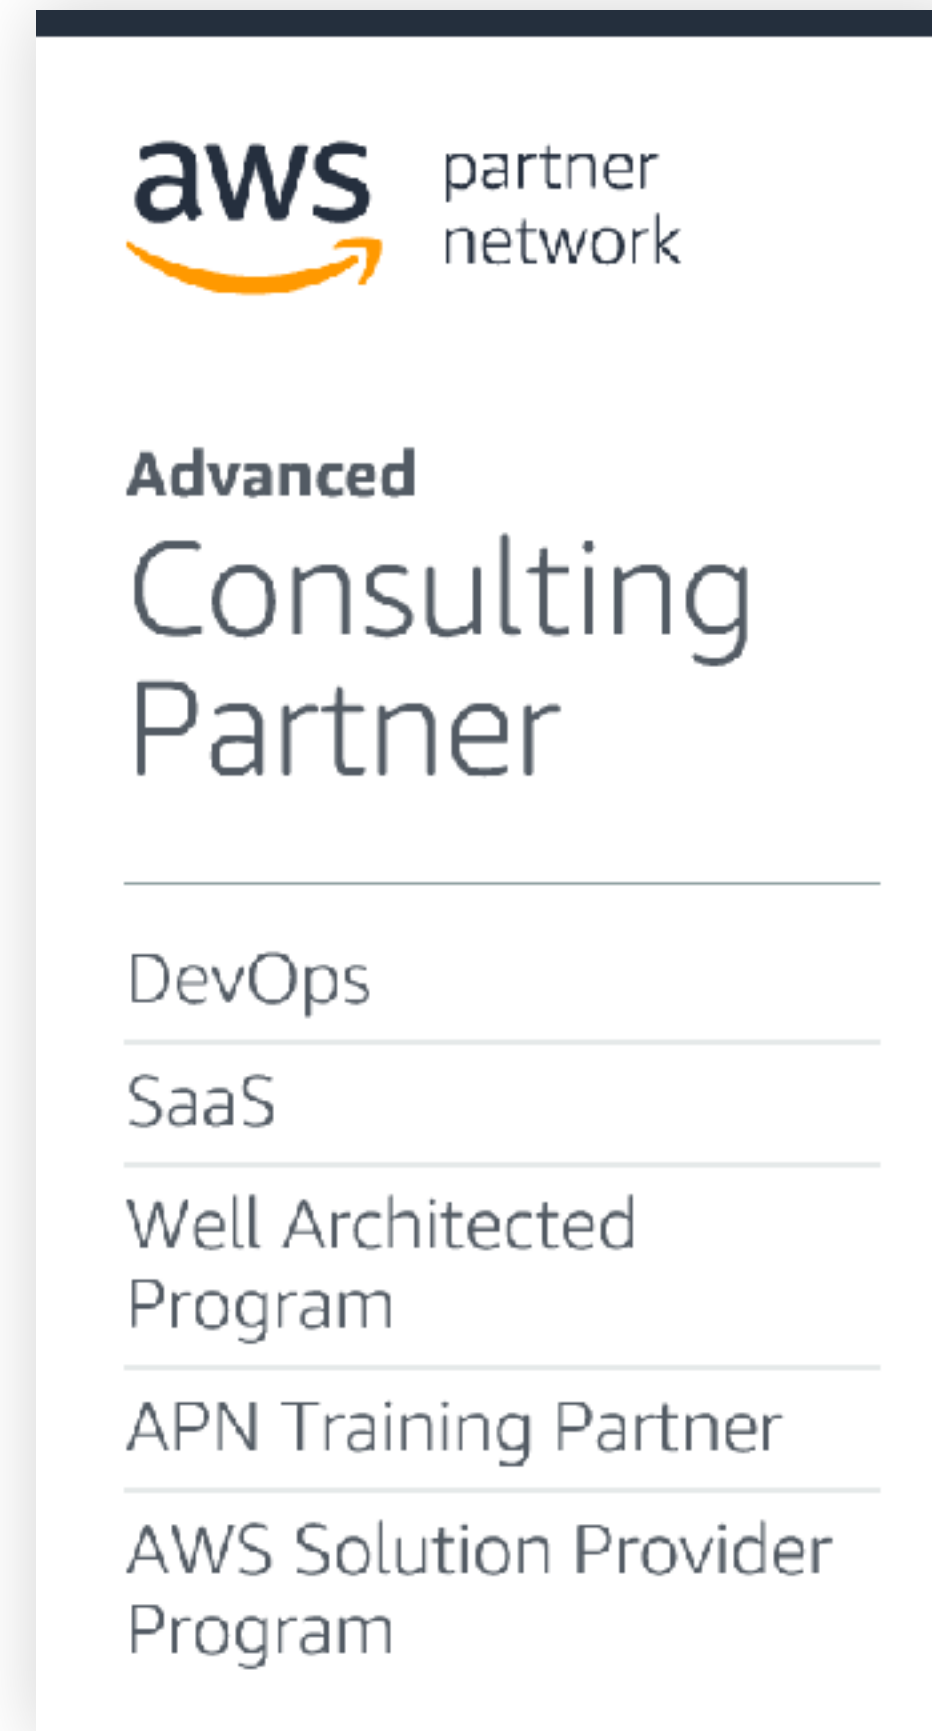 aws partner
network
Advanced
Consulting
Partner
DevOps
SaaS
Well Architected
Program
APN Training Partner
AWS Solution Provider
Program